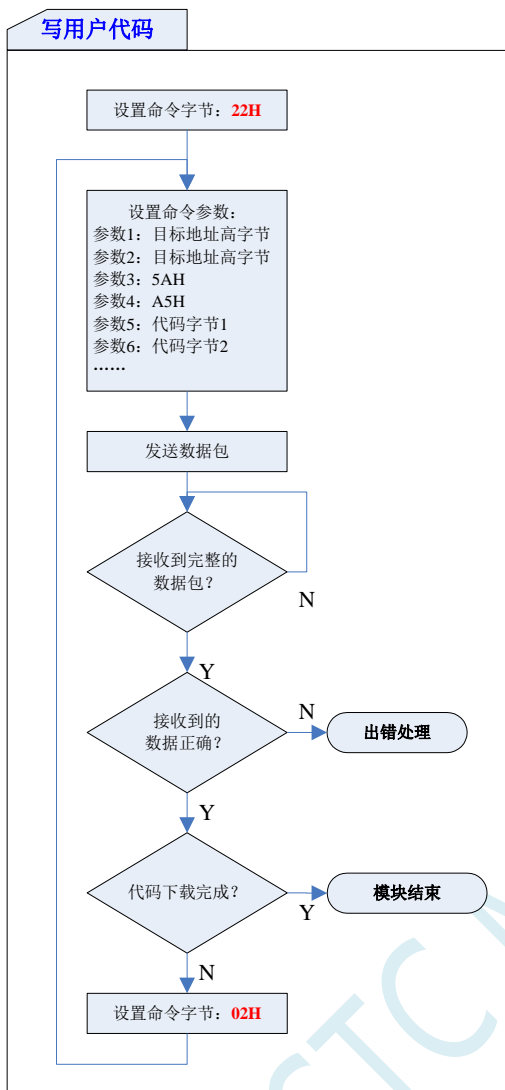 写用户代码
设置命令字节：22H
设置命令参数：
参数1：目标地址高字节
参数2：目标地址高字节
参数3：5AH
参数4：A5H
参数5：代码字节1
参数6：代码字节2
……
发送数据包
接收到完整的
数据包？
N
Y
接收到的
数据正确？
N
出错处理
Y
代码下载完成？
Y
模块结束
N
设置命令字节：02H
STC